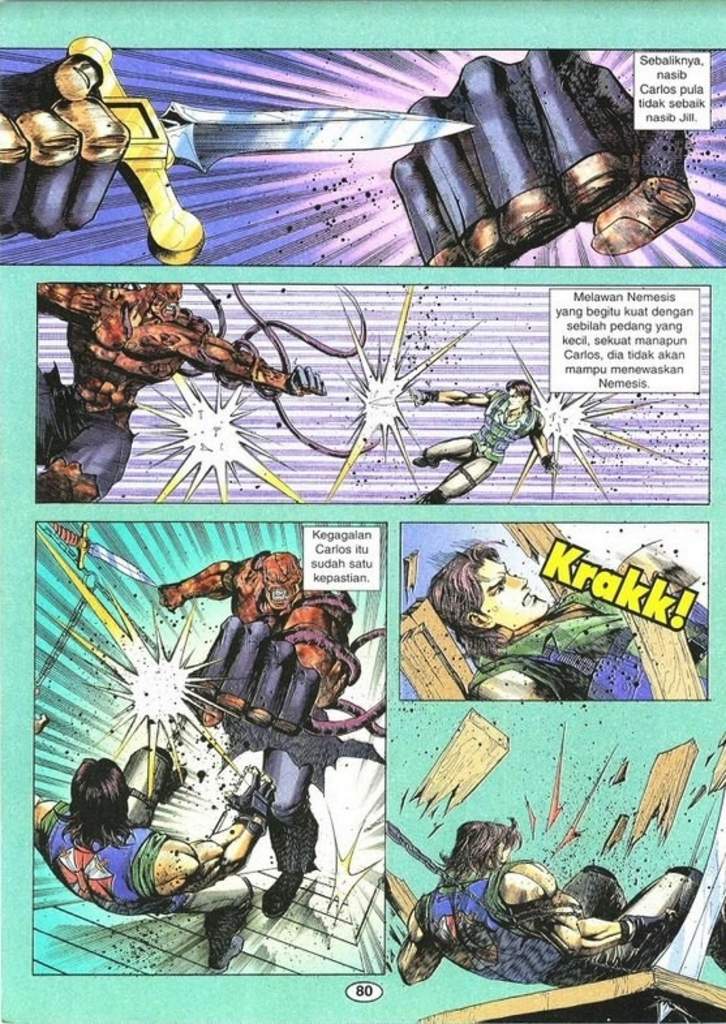 Sebaliknya,
nasib
Carlos pula
tidak sebaik
nasib Jill.
Melawan Nemesis
yang begitu kuat dengan
sebilah pedang yang
kecil, sekuat manapun
Carlos, dia tidak akan
mampu menewaskan
Nemesis.
Kegagalan
Carlos itu
sudah satu
kepastian.
Krakk!
80